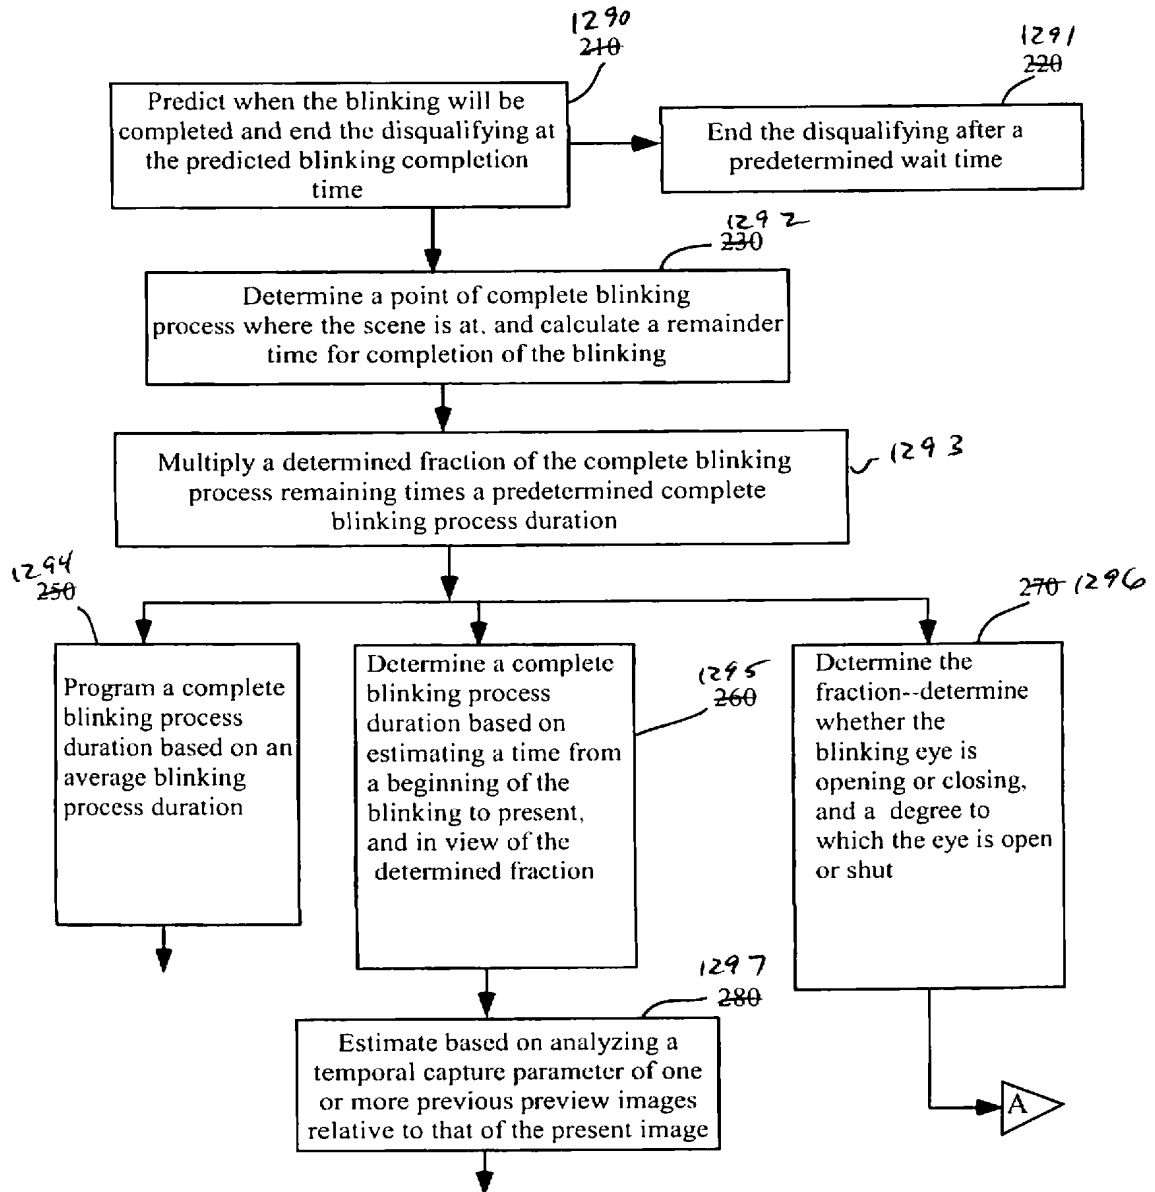 1290
210
Predict when the blinking will be
completed and end the disqualifying at
the predicted blinking completion
time
1291
220
End the disqualifying after a
predetermined wait time
1292
230
Determine a point of complete blinking
process where the scene is at, and calculate a remainder
time for completion of the blinking
Multiply a determined fraction of the complete blinking
process remaining times a predetermined complete
blinking process duration
1293
1294
250
Program a complete
blinking process
duration based on an
average blinking
process duration
1295
260
Determine a complete
blinking process
duration based on
estimating a time from
a beginning of the
blinking to present,
and in view of the
determined fraction
270 1296
Determine the
fraction--determine
whether the
blinking eye is
opening or closing,
and a degree to
which the eye is open
or shut
1297
280
Estimate based on analyzing a
temporal capture parameter of one
or more previous preview images
relative to that of the present image
A